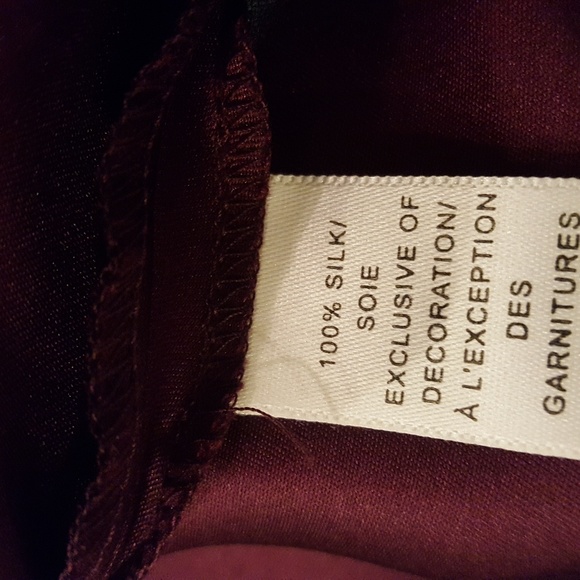 100% SILK/
SOIE
EXCLUSIVE OF
DECORATION/
À L'EXCEPTION
DES
GARNITURES